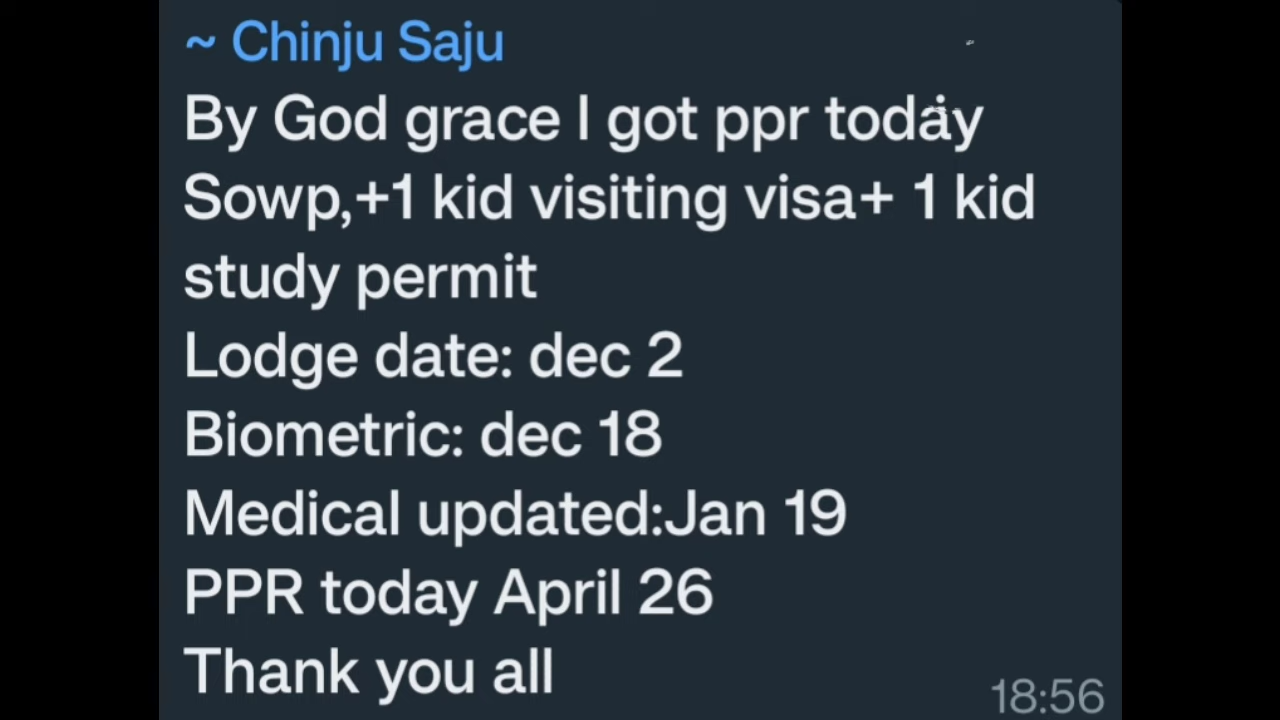 ~ Chinju Saju
By God grace I got ppr today
Sowp,+1 kid visiting visa+ 1 kid
study permit
Lodge date: dec 2
Biometric: dec 18
Medical updated:Jan 19
PPR today April 26
Thank you all
18:56